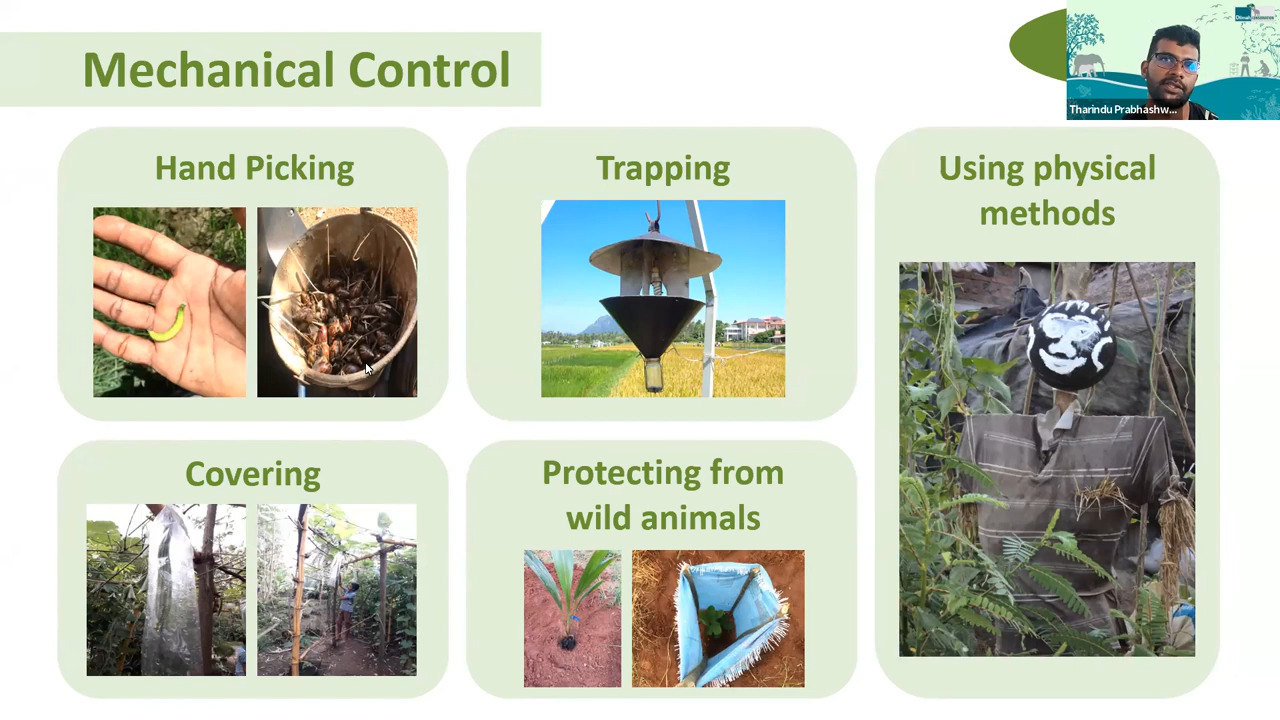 Mechanical Control
Tharindu Prabhashw...
Hand Picking
Trapping
Using physical
methods
Covering
Protecting from
wild animals